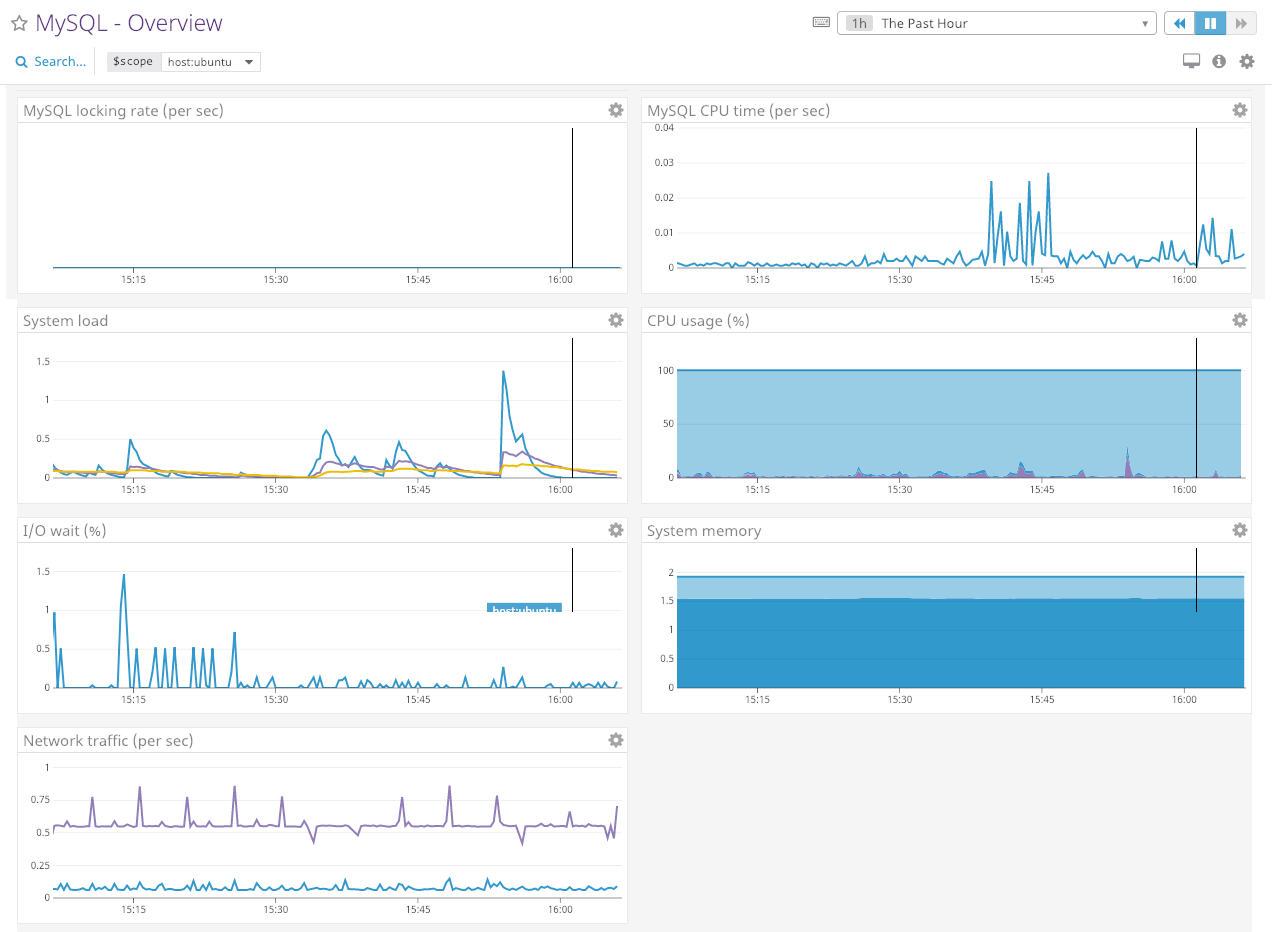 MySQL - Overview
1h The Past Hour
Search... $scope host:ubuntu
MySQL locking rate (per sec)
15:15 15:30 15:45 16:00
MySQL CPU time (per sec)
0.04
0.03
0.02
0.01
0
15:15 15:30 15:45 16:00
System load
1.5
1
0.5
0
15:15 15:30 15:45 16:00
CPU usage (%)
100
50
0
15:15 15:30 15:45 16:00
I/O wait (%)
1.5
1
host:ubuntu
0.5
0
15:15 15:30 15:45 16:00
System memory
2
1.5
1
0.5
0
15:15 15:30 15:45 16:00
Network traffic (per sec)
1
0.75
0.5
0.25
0
15:15 15:30 15:45 16:00